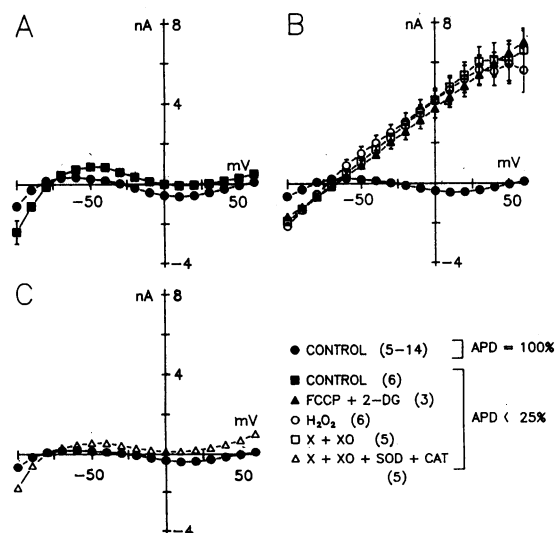 A
nA
8
4
mV
−50
50
−4
B
nA
8
4
mV
−50
50
−4
C
nA
8
4
mV
−50
50
−4
CONTROL (5−14)
APD = 100%
CONTROL (6)
FCCP + 2−DG (3)
H₂O₂ (6)
X + XO (5)
X + XO + SOD + CAT
(5)
APD < 25%